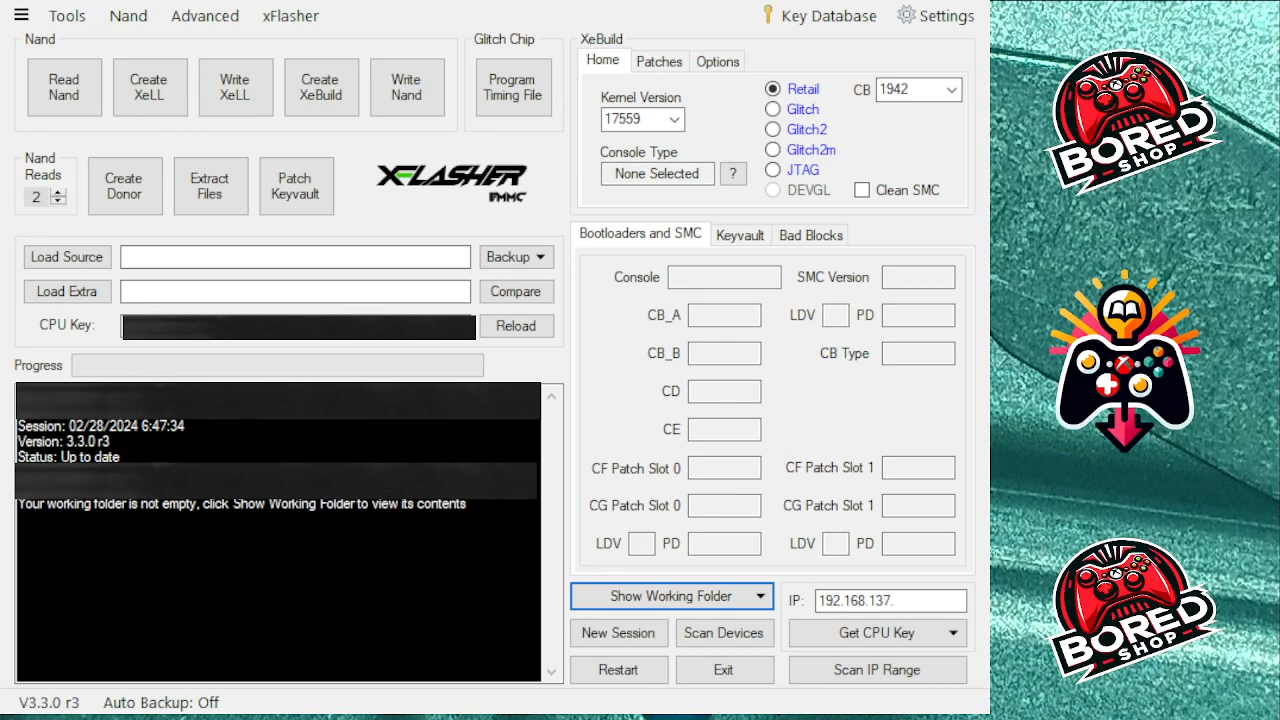 Tools Nand Advanced xFlasher Key Database Settings
Nand Glitch Chip XeBuild
Home Patches Options
Read Nand
Create XeLL
Write XeLL
Create XeBuild
Write Nand
Program Timing File
Kernel Version
17559
Console Type
None Selected ?
Retail
Glitch
Glitch2
Glitch2m
JTAG
DEVGL
CB 1942
Clean SMC
Nand Reads
2
Create Donor
Extract Files
Patch Keyvault
XFLASHER
EMMC
Load Source Backup
Load Extra Compare
CPU Key: Reload
Progress
Session: 02/28/2024 6:47:34
Version: 3.3.0 r3
Status: Up to date
Your working folder is not empty, click Show Working Folder to view its contents
Bootloaders and SMC Keyvault Bad Blocks
Console SMC Version
CB_A LDV PD
CB_B CB Type
CD
CE
CF Patch Slot 0 CF Patch Slot 1
CG Patch Slot 0 CG Patch Slot 1
LDV PD LDV PD
Show Working Folder IP: 192.168.137.
New Session Scan Devices Get CPU Key
Restart Exit Scan IP Range
V3.3.0 r3 Auto Backup: Off
BORED
SHOP
BORED
SHOP